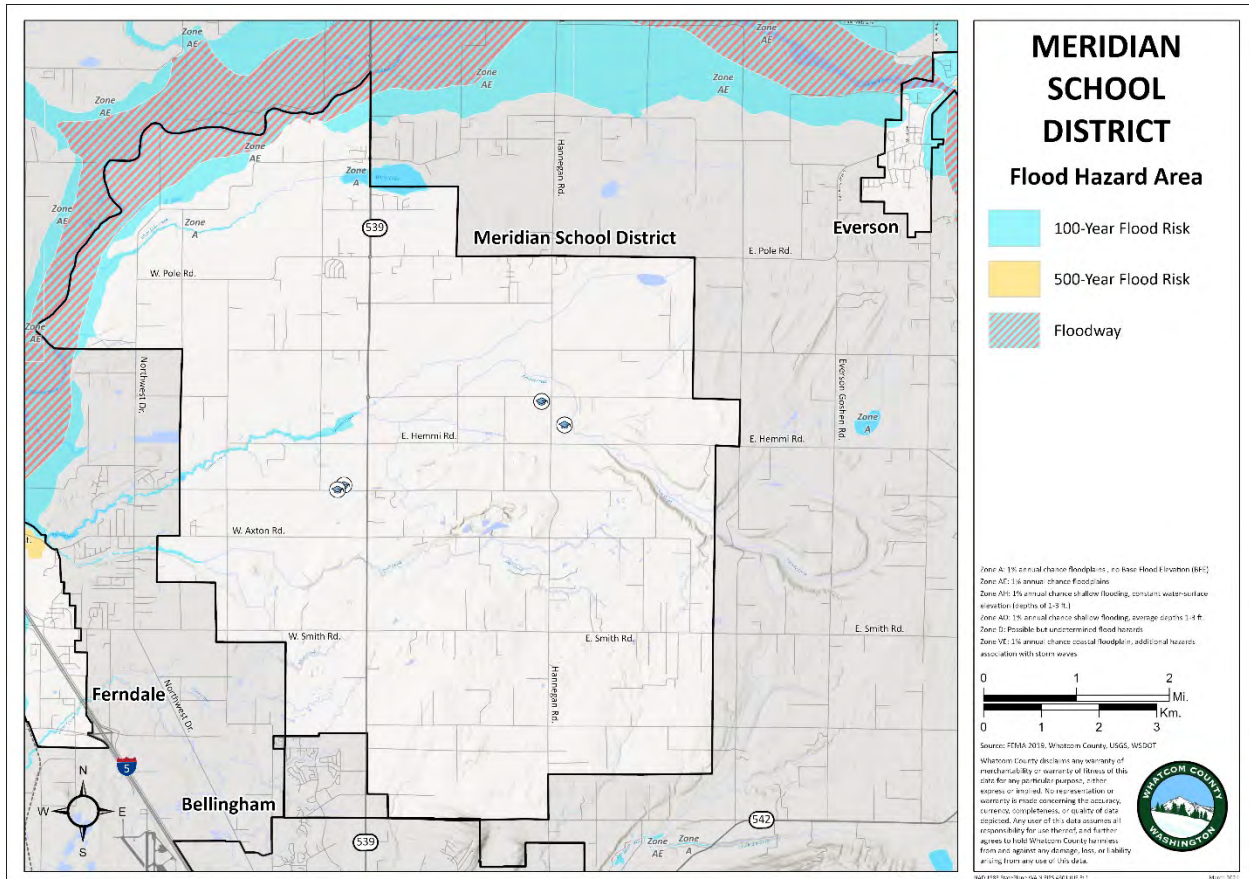 MERIDIAN
SCHOOL
DISTRICT
Flood Hazard Area
100-Year Flood Risk
500-Year Flood Risk
Floodway
Zone
AE
Zone
AE
Zone
AE
Zone
AE
Zone
AE
Zone
AE
Zone
AE
Zone
A
Zone
A
Hannegan Rd.
539
Meridian School District
Everson
W. Pole Rd.
E. Pole Rd.
Northwest Dr.
Everson Goshen Rd.
Zone
A
E. Hemmi Rd.
E. Hemmi Rd.
W. Axton Rd.
W. Smith Rd.
E. Smith Rd.
E. Smith Rd.
Hannegan Rd.
Ferndale
Northwest Dr.
5
Bellingham
N
W E
S
539
542
Zone
AE
Zone
A
Zone A: 1% annual chance floodplains, no Base Flood Elevation (BFE)
Zone AE: 1% annual chance floodplains
Zone AH: 1% annual chance shallow flooding, constant water-surface
elevation (depths of 1-3 ft.)
Zone AO: 1% annual chance shallow flooding, average depths 1-3 ft.
Zone D: Possible but undetermined flood hazards
Zone VE: 1% annual chance coastal floodplain, additional hazards
association with storm waves
0 1 2
Mi.
Km.
0 1 2 3
Source: FEMA 2019, Whatcom County, USGS, WSDOT
Whatcom County disclaims any warranty of
merchantability or warranty of fitness of this
data for any particular purpose, either
express or implied. No representation or
warranty is made concerning the accuracy,
currency, completeness, or quality of data
depicted. Any user of this data assumes all
responsibility for use thereof, and further
agrees to hold Whatcom County harmless
from and against any damage, loss, or liability
arising from any use of this data.
WHATCOM COUNTY
WASHINGTON